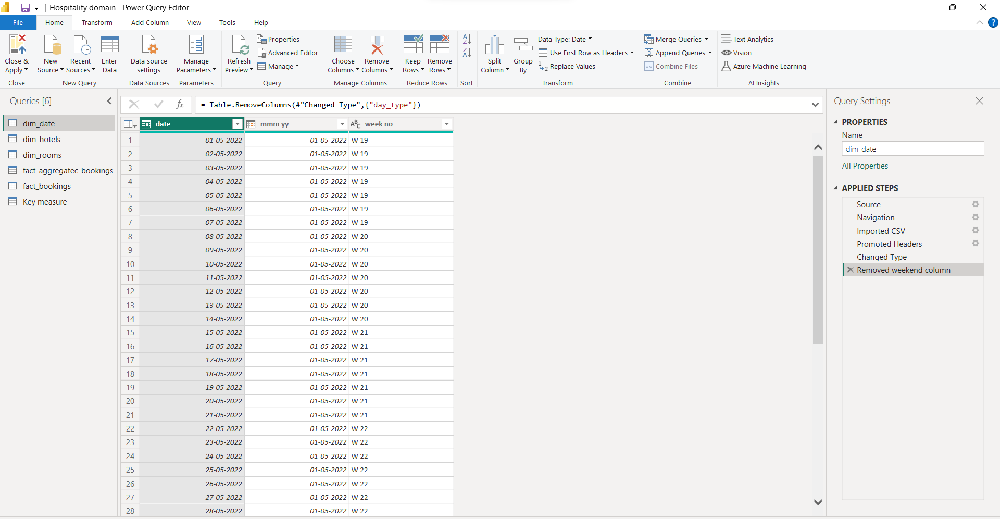 Hospitality domain - Power Query Editor
File Home Transform Add Column View Tools Help
Close & Apply
Close
New Source
Recent Sources
Enter Data
New Query
Data source settings
Data Sources
Manage Parameters
Parameters
Refresh Preview
Properties
Advanced Editor
Manage
Query
Choose Columns
Remove Columns
Manage Columns
Keep Rows
Remove Rows
Reduce Rows
Sort
Split Column
Group By
Data Type: Date
Use First Row as Headers
Replace Values
Transform
Merge Queries
Append Queries
Combine Files
Combine
Text Analytics
Vision
Azure Machine Learning
AI Insights
Queries [6]
dim_date
dim_hotels
dim_rooms
fact_aggregatec_bookings
fact_bookings
Key measure
fx = Table.RemoveColumns(#"Changed Type",{"day_type"})
date mmm yy ABC week no
1 01-05-2022 01-05-2022 W 19
2 02-05-2022 01-05-2022 W 19
3 03-05-2022 01-05-2022 W 19
4 04-05-2022 01-05-2022 W 19
5 05-05-2022 01-05-2022 W 19
6 06-05-2022 01-05-2022 W 19
7 07-05-2022 01-05-2022 W 19
8 08-05-2022 01-05-2022 W 20
9 09-05-2022 01-05-2022 W 20
10 10-05-2022 01-05-2022 W 20
11 11-05-2022 01-05-2022 W 20
12 12-05-2022 01-05-2022 W 20
13 13-05-2022 01-05-2022 W 20
14 14-05-2022 01-05-2022 W 20
15 15-05-2022 01-05-2022 W 21
16 16-05-2022 01-05-2022 W 21
17 17-05-2022 01-05-2022 W 21
18 18-05-2022 01-05-2022 W 21
19 19-05-2022 01-05-2022 W 21
20 20-05-2022 01-05-2022 W 21
21 21-05-2022 01-05-2022 W 21
22 22-05-2022 01-05-2022 W 22
23 23-05-2022 01-05-2022 W 22
24 24-05-2022 01-05-2022 W 22
25 25-05-2022 01-05-2022 W 22
26 26-05-2022 01-05-2022 W 22
27 27-05-2022 01-05-2022 W 22
28 28-05-2022 01-05-2022 W 22
Query Settings
PROPERTIES
Name
dim_date
All Properties
APPLIED STEPS
Source
Navigation
Imported CSV
Promoted Headers
Changed Type
Removed weekend column